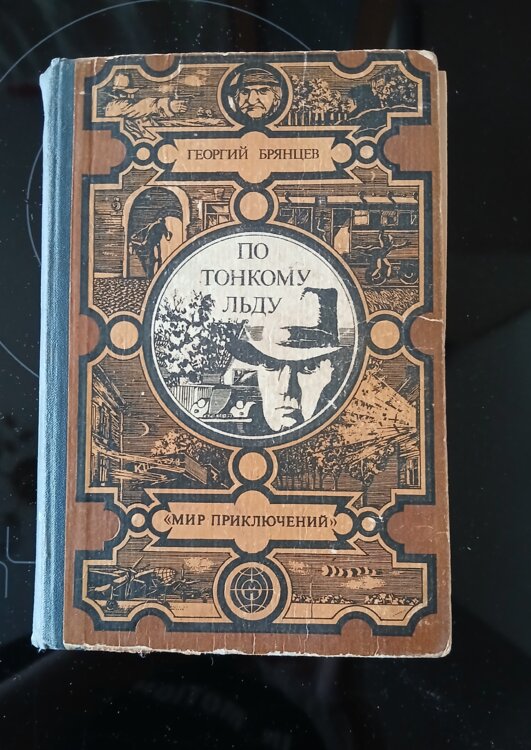 ГЕОРГИЙ БРЯНЦЕВ
ПО
ТОНКОМУ
ЛЬДУ
«МИР ПРИКЛЮЧЕНИЙ»